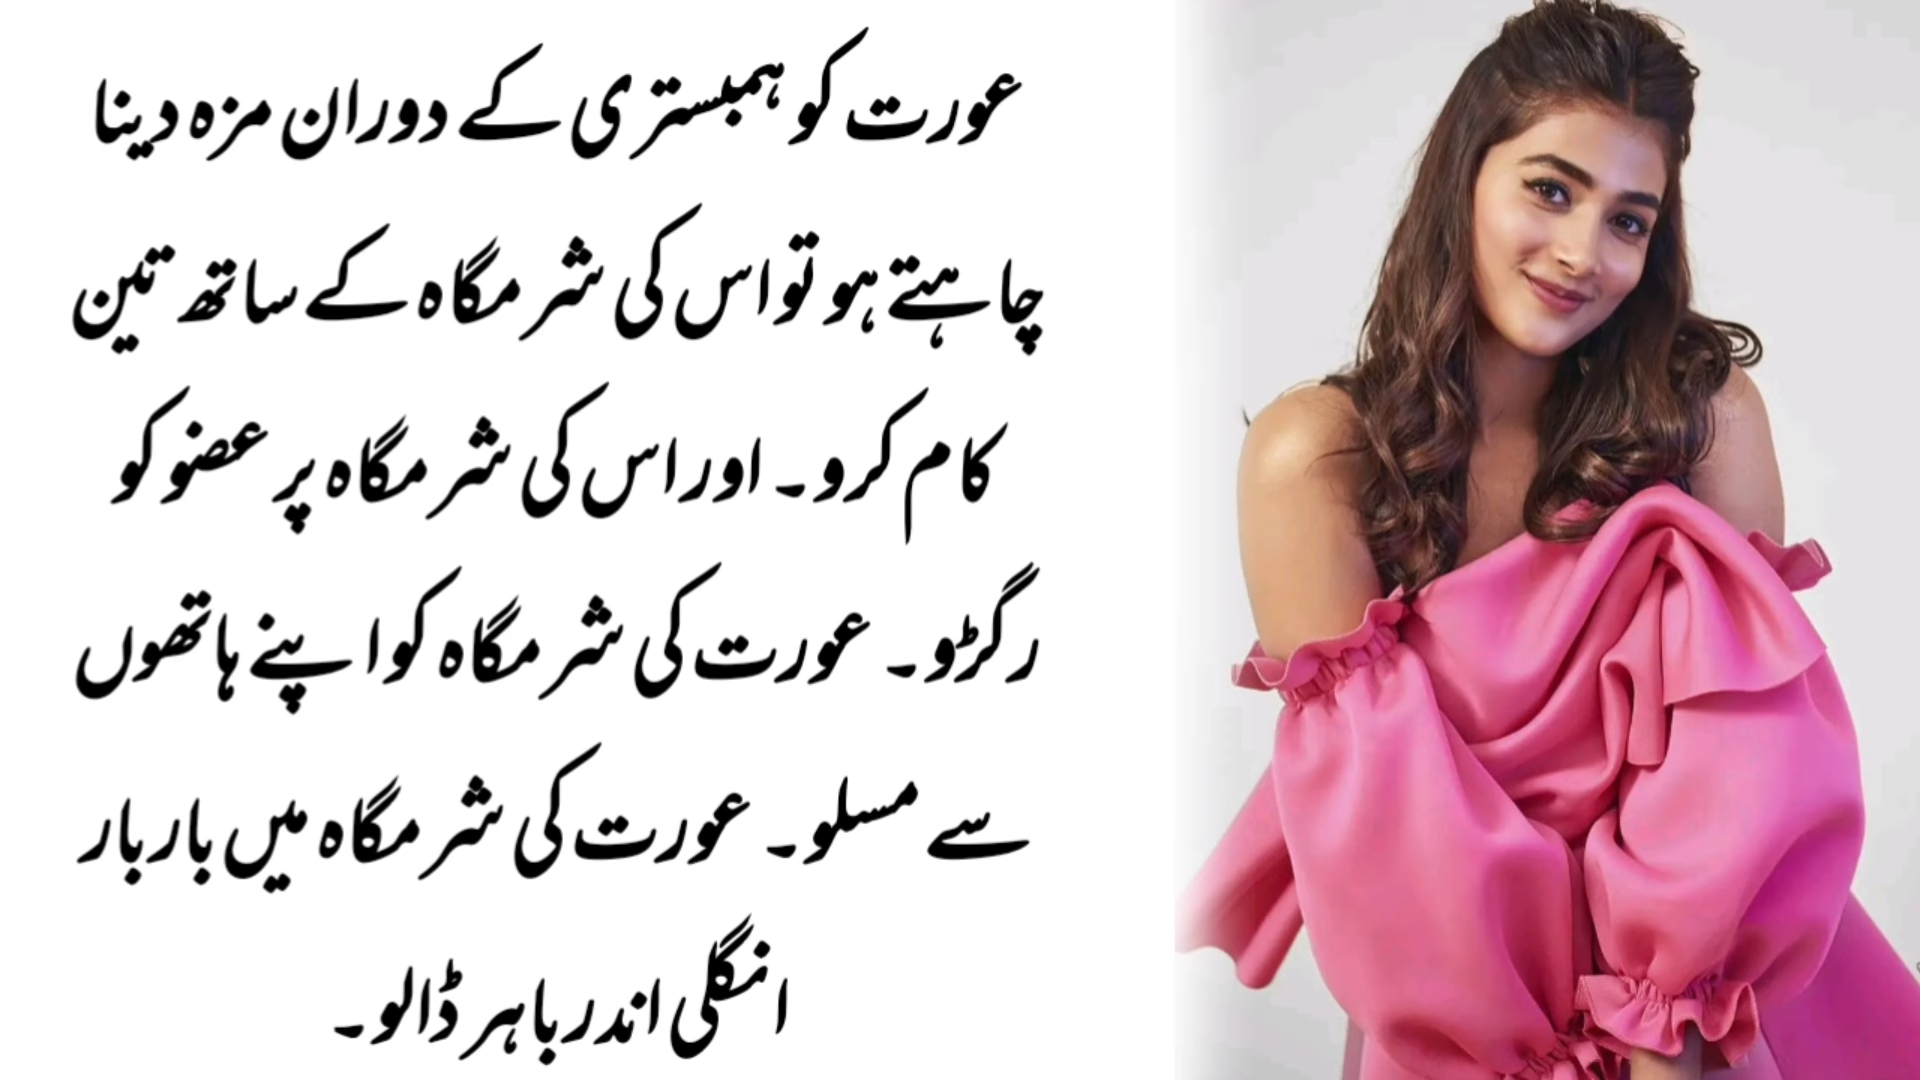 عورت کو ہمبستری کے دوران مزہ دینا
چاہتے ہو تو اس کی شرمگاہ کے ساتھ تین
کام کرو۔ اور اس کی شرمگاہ پر عضو کو
رگڑو۔ عورت کی شرمگاہ کو اپنے ہاتھوں
سے مسلو۔ عورت کی شرمگاہ میں بار بار
انگلی اندر باہر ڈالو۔